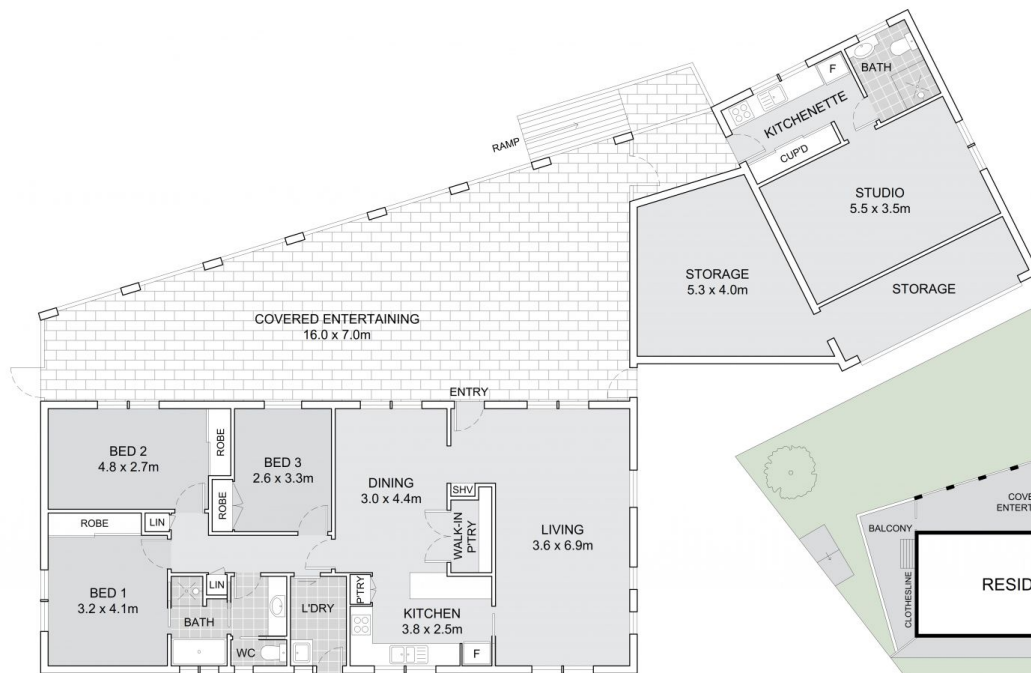 BATH
F
KITCHENETTE
RAMP
CUP'D
STUDIO
5.5 x 3.5m
STORAGE
5.3 x 4.0m
STORAGE
COVERED ENTERTAINING
16.0 x 7.0m
ENTRY
BED 2
4.8 x 2.7m
ROBE
BED 3
2.6 x 3.3m
ROBE
DINING
3.0 x 4.4m
SHV
WALK-IN
P'TRY
LIVING
3.6 x 6.9m
ROBE
LIN
LIN
BED 1
3.2 x 4.1m
BATH
WC
L'DRY
P'TRY
KITCHEN
3.8 x 2.5m
F
COVE
ENTERT
BALCONY
CLOTHESLINE
RESID